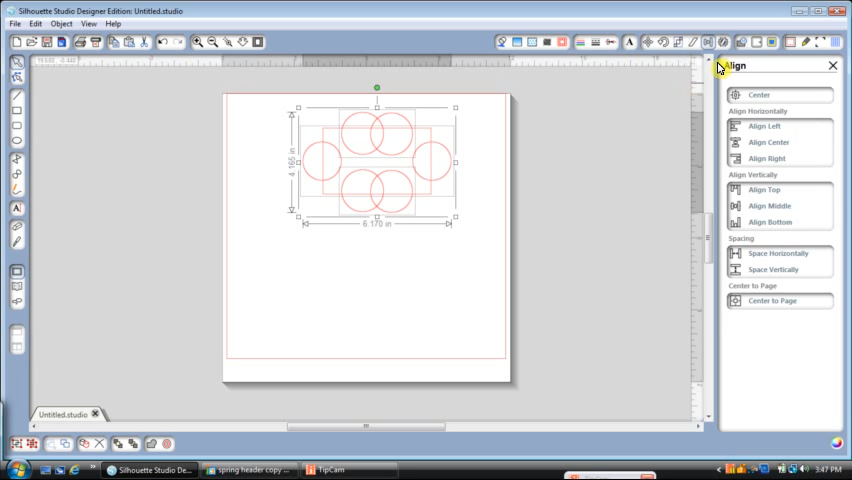 Silhouette Studio Designer Edition: Untitled.studio
File Edit Object View Help
Align
Center
Align Horizontally
Align Left
Align Center
Align Right
Align Vertically
Align Top
Align Middle
Align Bottom
Spacing
Space Horizontally
Space Vertically
Center to Page
Center to Page
4.165 in
6.170 in
Untitled.studio
Silhouette Studio De...
spring header copy ...
TipCam
3:47 PM